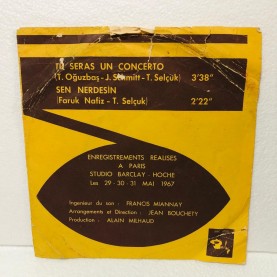 TU SERAS UN CONCERTO
(T. Oğuzbaş - J. Schmitt - T. Selçuk) 3'38"
SEN NERDESİN
(Faruk Nafiz - T. Selçuk) 2'22"
ENREGISTREMENTS REALISES
A PARIS
STUDIO BARCLAY - HOCHE
Les 29 - 30 - 31 MAI 1967
Ingenieur du son : FRANCIS MIANNAY
Arrangements et Direction : JEAN BOUCHETY
Production : ALAIN MILHAUD